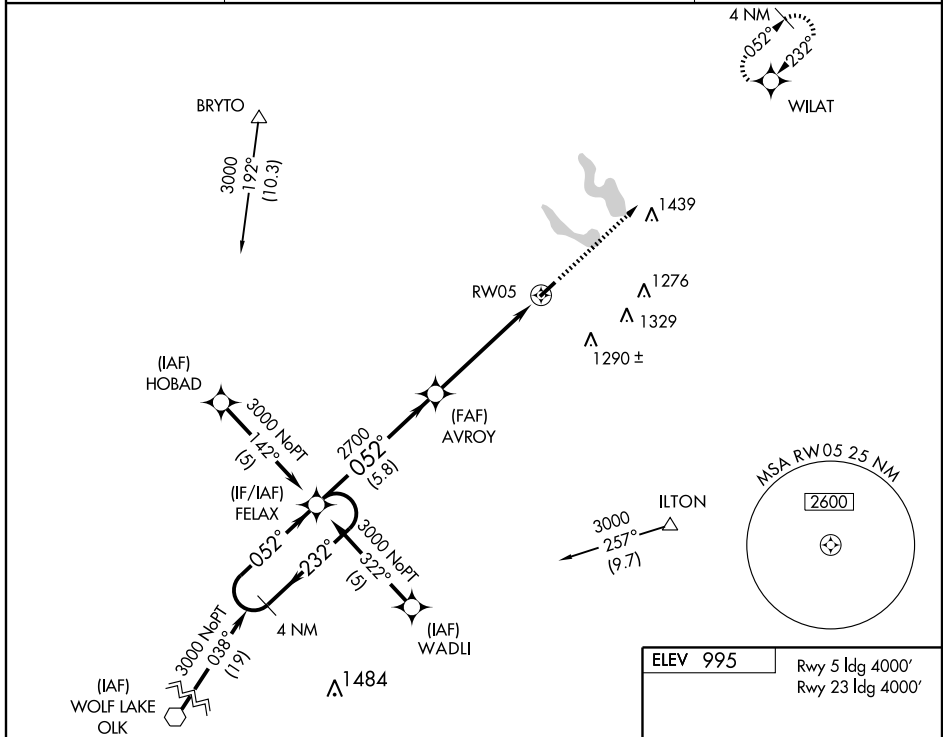 4 NM
052°
232°
WILAT
BRYTO
3000
192°
(10.3)
1439
1276
1329
1290 ±
RW05
(IAF)
HOBAD
3000 NoPT
142°
(5)
(FAF)
AVROY
2700
052°
(5.8)
(IF/IAF)
FELAX
052°
232°
4 NM
3000 NoPT
322°
(5)
(IAF)
WADLI
3000 NoPT
038°
(19)
(IAF)
WOLF LAKE
OLK
1484
ILTON
3000
257°
(9.7)
MSA RW05 25 NM
2600
ELEV 995
Rwy 5 ldg 4000'
Rwy 23 ldg 4000'